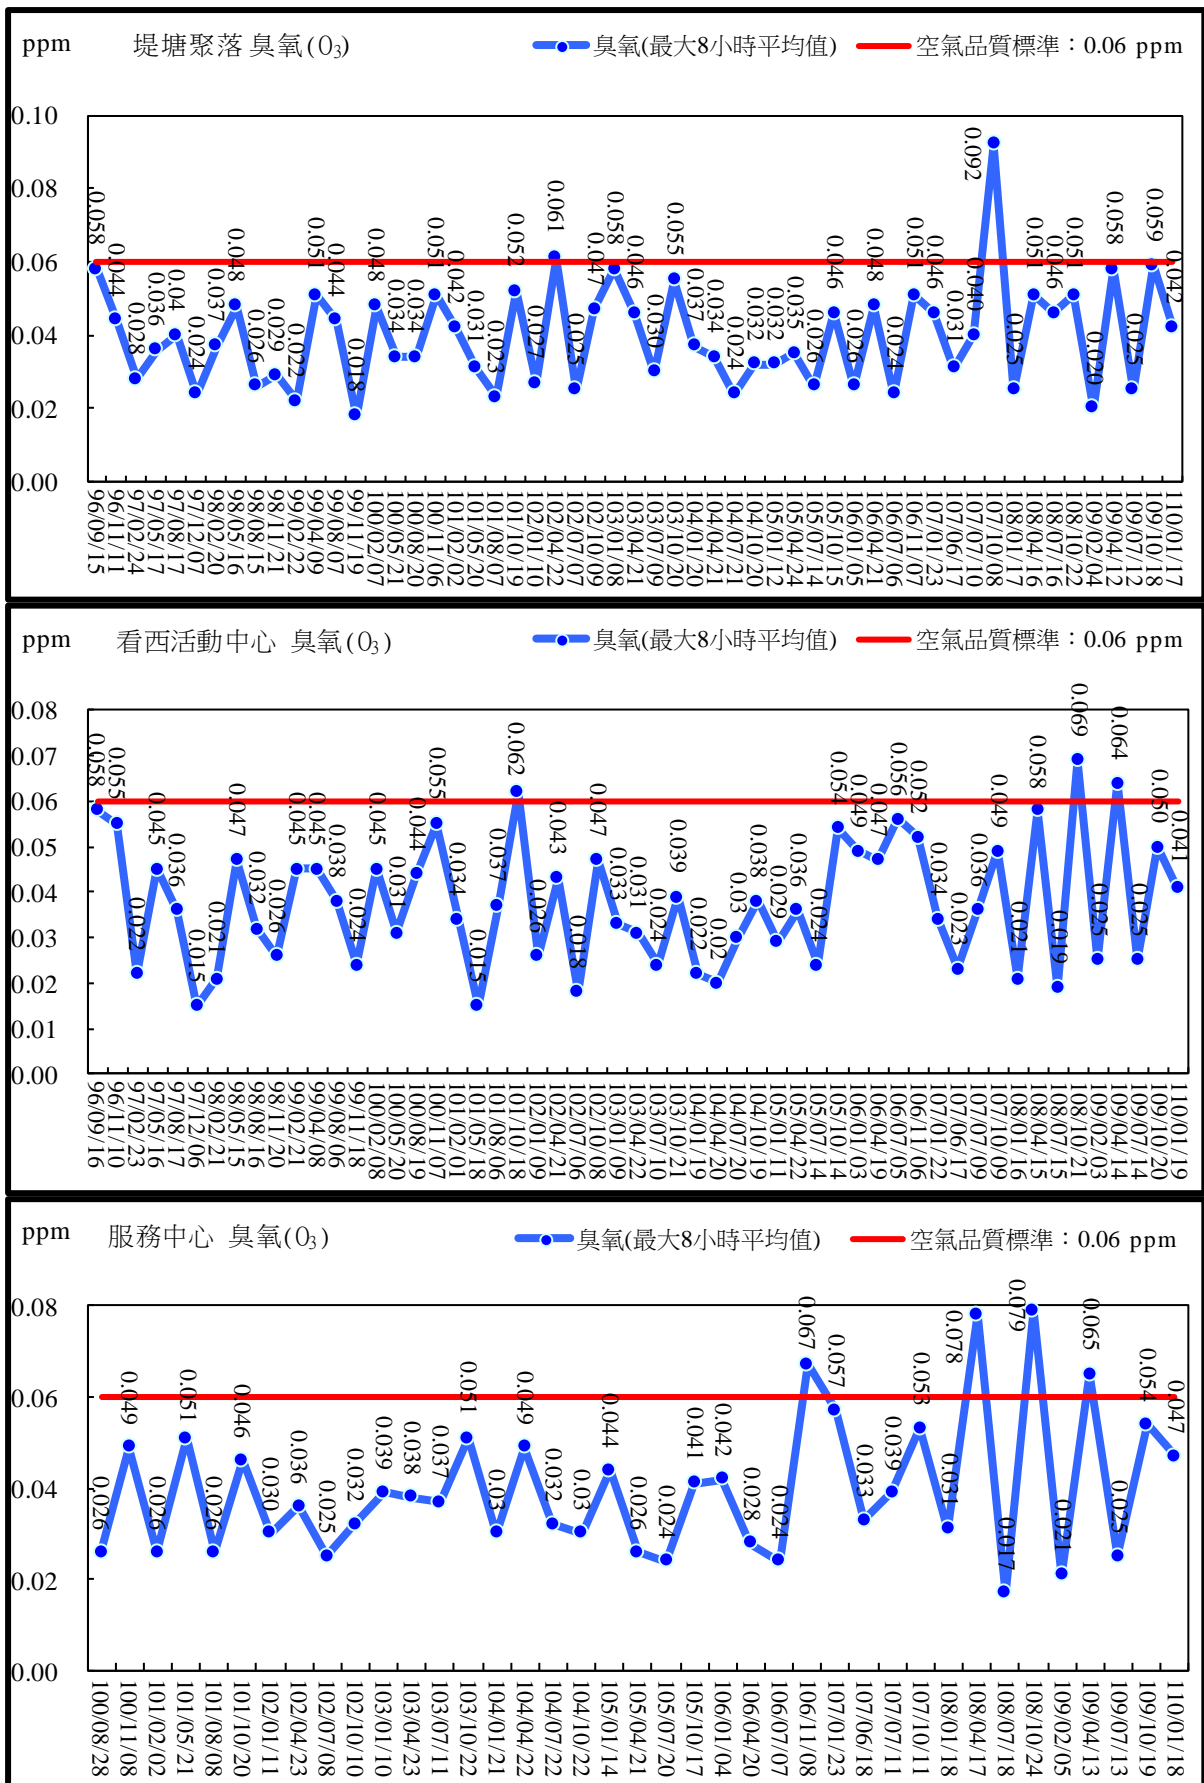 ppm 堤塘聚落 臭氧(O₃) 臭氧(最大8小時平均值) 空氣品質標準：0.06 ppm
0.10
0.08
0.06
0.04
0.02
0.00
0.058 0.044 0.028 0.036 0.04 0.024 0.037 0.048 0.026 0.029 0.022 0.051 0.044 0.018 0.048 0.034 0.034 0.051 0.042 0.031 0.023 0.052 0.027 0.061 0.025 0.047 0.058 0.046 0.030 0.055 0.037 0.034 0.024 0.032 0.032 0.035 0.026 0.046 0.026 0.048 0.024 0.051 0.046 0.031 0.040 0.092 0.025 0.051 0.046 0.051 0.020 0.058 0.025 0.059 0.042
96/09/15 96/11/11 97/02/24 97/05/17 97/08/17 97/12/07 98/02/20 98/05/16 98/08/15 98/11/21 99/02/22 99/04/09 99/08/07 99/11/19 100/02/07 100/05/21 100/08/20 100/11/06 101/02/02 101/05/20 101/08/07 101/10/19 102/01/10 102/04/22 102/07/07 102/10/09 103/01/08 103/04/21 103/07/09 103/10/20 104/01/20 104/04/21 104/07/21 104/10/20 105/01/12 105/04/24 105/07/14 105/10/15 106/01/05 106/04/21 106/07/06 106/11/07 107/01/23 107/06/17 107/07/10 107/10/08 108/01/17 108/04/16 108/07/16 108/10/22 109/02/04 109/04/12 109/07/12 109/10/18 110/01/17
ppm 看西活動中心 臭氧(O₃) 臭氧(最大8小時平均值) 空氣品質標準：0.06 ppm
0.08
0.07
0.06
0.05
0.04
0.03
0.02
0.01
0.00
0.058 0.055 0.022 0.045 0.036 0.015 0.021 0.047 0.032 0.026 0.045 0.045 0.038 0.024 0.045 0.031 0.044 0.055 0.034 0.015 0.037 0.062 0.026 0.043 0.018 0.047 0.033 0.031 0.024 0.039 0.022 0.02 0.03 0.038 0.029 0.036 0.024 0.054 0.049 0.047 0.056 0.052 0.034 0.023 0.036 0.049 0.021 0.058 0.019 0.069 0.025 0.064 0.025 0.050 0.041
96/09/16 96/11/10 97/02/23 97/05/16 97/08/17 97/12/06 98/02/21 98/05/15 98/08/16 98/11/20 99/02/21 99/04/08 99/08/06 99/11/18 100/02/08 100/05/20 100/08/19 100/11/07 101/02/01 101/05/18 101/08/06 101/10/18 102/01/09 102/04/21 102/07/06 102/10/08 103/01/09 103/04/22 103/07/10 103/10/21 104/01/19 104/04/20 104/07/20 104/10/19 105/01/11 105/04/22 105/07/14 105/10/14 106/01/03 106/04/19 106/07/05 106/11/06 107/01/22 107/06/17 107/07/09 107/10/09 108/01/16 108/04/15 108/07/15 108/10/21 109/02/03 109/04/14 109/07/14 109/10/20 110/01/19
ppm 服務中心 臭氧(O₃) 臭氧(最大8小時平均值) 空氣品質標準：0.06 ppm
0.08
0.06
0.04
0.02
0.00
0.026 0.049 0.026 0.051 0.026 0.046 0.030 0.036 0.025 0.032 0.039 0.038 0.037 0.051 0.03 0.049 0.032 0.03 0.044 0.026 0.024 0.041 0.042 0.028 0.024 0.067 0.057 0.033 0.039 0.053 0.031 0.078 0.017 0.079 0.021 0.065 0.025 0.054 0.047
100/08/28 100/11/08 101/02/02 101/05/21 101/08/08 101/10/20 102/01/11 102/04/23 102/07/08 102/10/10 103/01/10 103/04/23 103/07/11 103/10/22 104/01/21 104/04/22 104/07/22 104/10/22 105/01/14 105/04/21 105/07/20 105/10/17 106/01/04 106/04/20 106/07/07 106/11/08 107/01/23 107/06/18 107/07/11 107/10/11 108/01/18 108/04/17 108/07/18 108/10/24 109/02/05 109/04/13 109/07/13 109/10/19 110/01/18